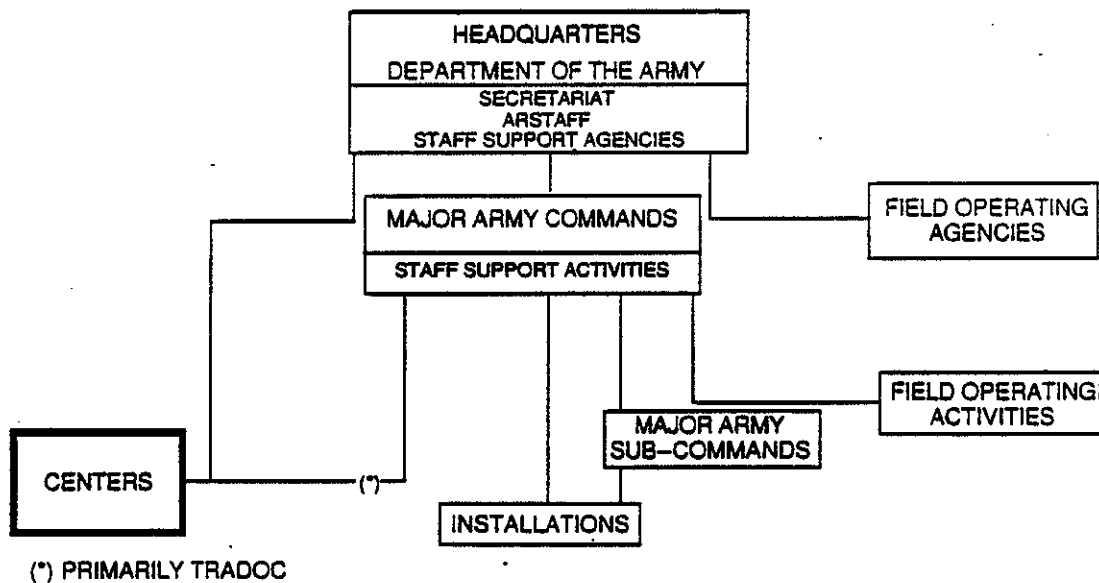 HEADQUARTERS
DEPARTMENT OF THE ARMY
SECRETARIAT
ARSTAFF
STAFF SUPPORT AGENCIES
MAJOR ARMY COMMANDS
STAFF SUPPORT ACTIVITIES
FIELD OPERATING
AGENCIES
FIELD OPERATING
ACTIVITIES
MAJOR ARMY
SUB-COMMANDS
CENTERS
(*)
INSTALLATIONS
(*) PRIMARILY TRADOC